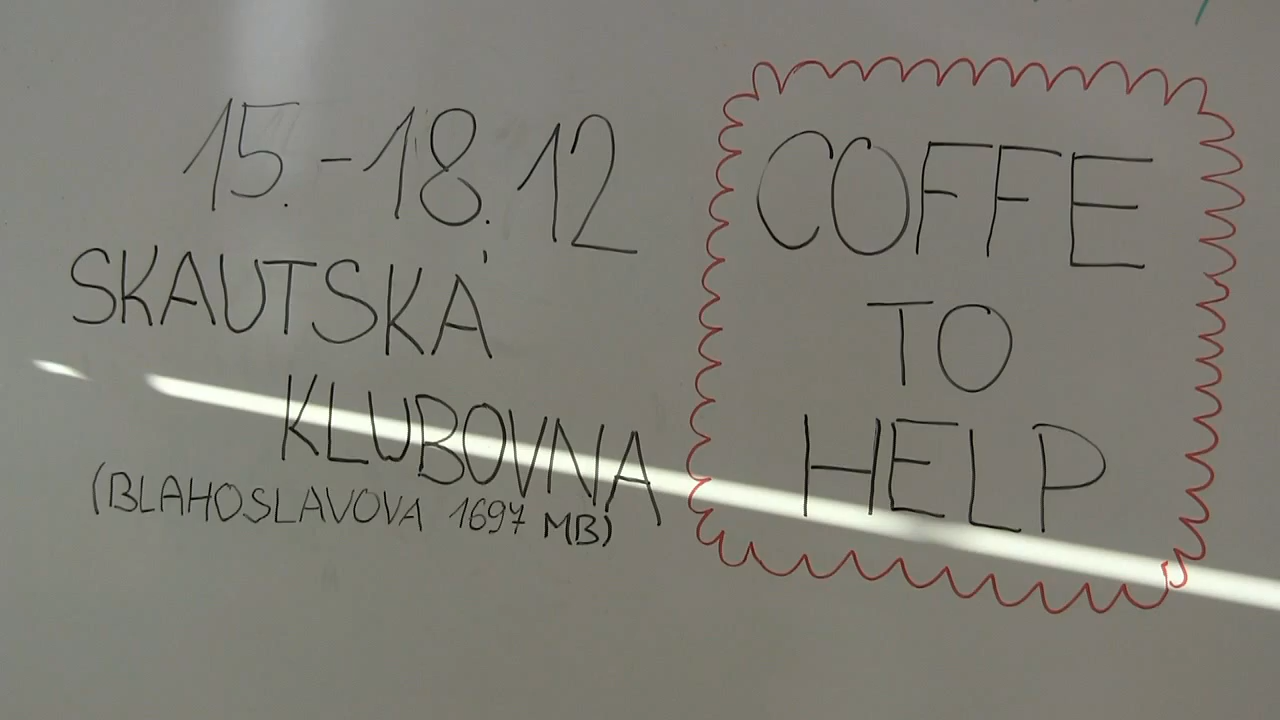 15.-18.12
SKAUTSKÁ
KLUBOVNA
(BLAHOSLAVOVA 1697 MB)
COFFE
TO
HELP